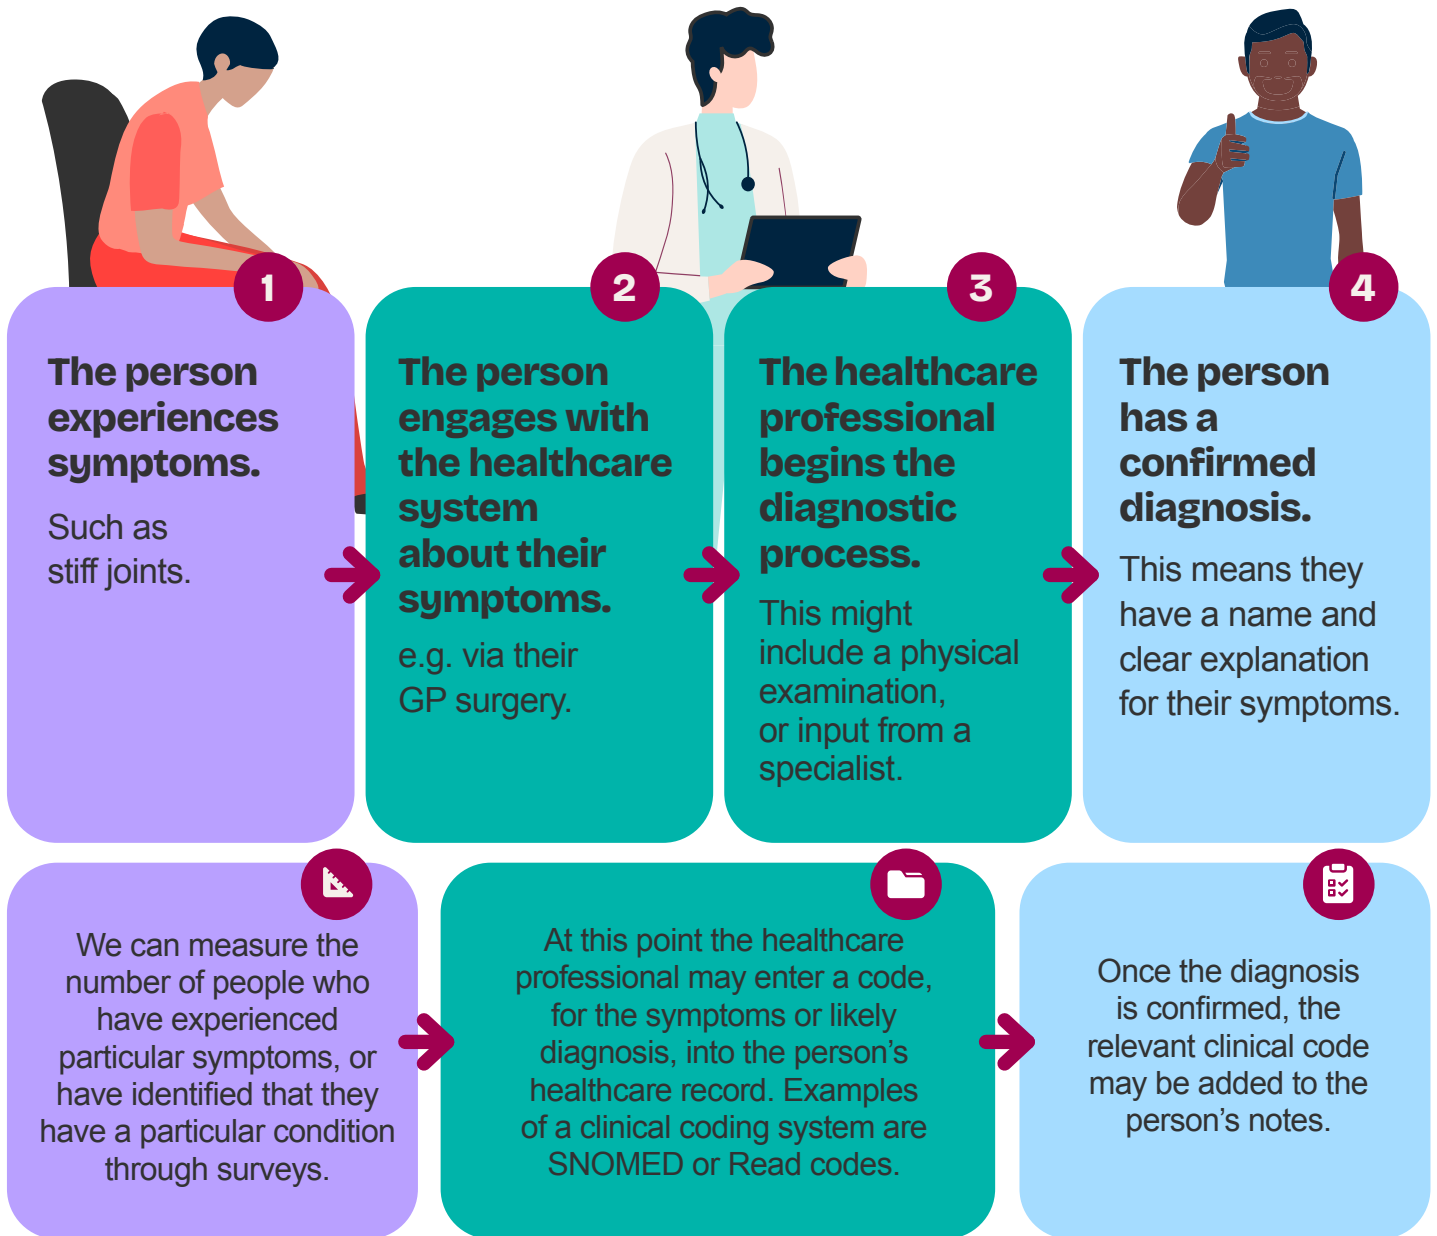 1
The person
experiences
symptoms.
Such as
stiff joints.
2
The person
engages with
the healthcare
system
about their
symptoms.
e.g. via their
GP surgery.
3
The healthcare
professional
begins the
diagnostic
process.
This might
include a physical
examination,
or input from a
specialist.
4
The person
has a
confirmed
diagnosis.
This means they
have a name and
clear explanation
for their symptoms.
We can measure the
number of people who
have experienced
particular symptoms, or
have identified that they
have a particular condition
through surveys.
At this point the healthcare
professional may enter a code,
for the symptoms or likely
diagnosis, into the person’s
healthcare record. Examples
of a clinical coding system are
SNOMED or Read codes.
Once the diagnosis
is confirmed, the
relevant clinical code
may be added to the
person’s notes.